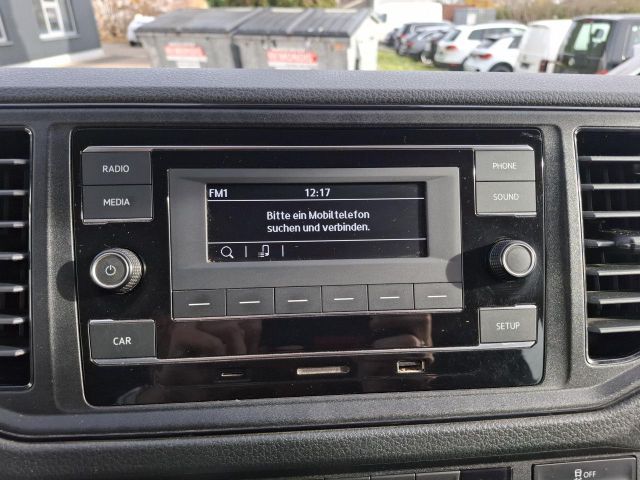 RADIO
MEDIA
FM1 12:17
Bitte ein Mobiltelefon
suchen und verbinden.
PHONE
SOUND
CAR
SETUP
OFF